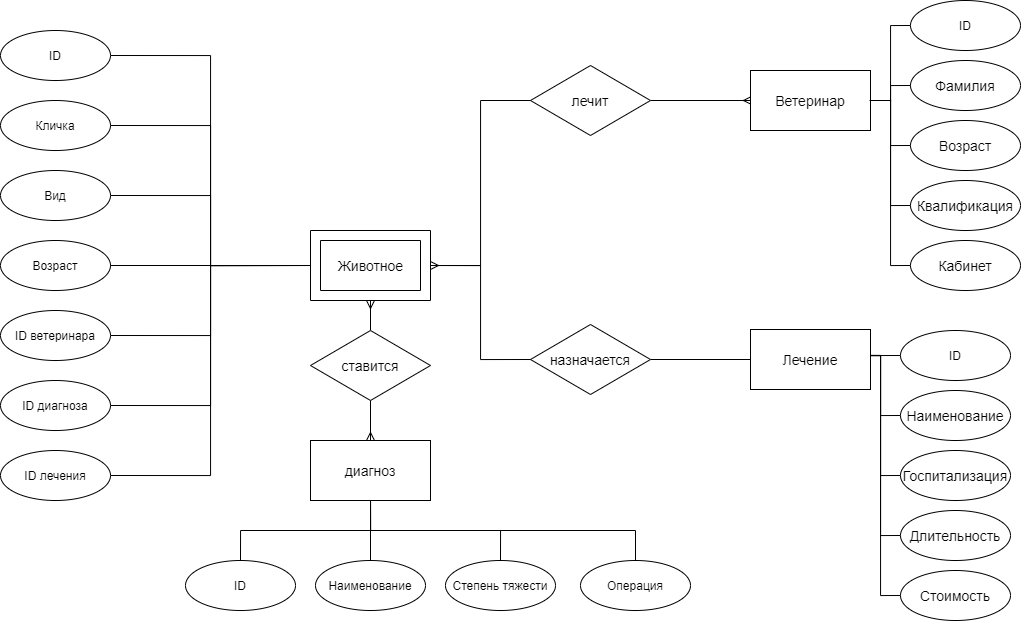 ID
Кличка
Вид
Возраст
ID ветеринара
ID диагноза
ID лечения
Животное
лечит
Ветеринар
ID
Фамилия
Возраст
Квалификация
Кабинет
назначается
Лечение
ID
Наименование
Госпитализация
Длительность
Стоимость
ставится
диагноз
ID
Наименование
Степень тяжести
Операция